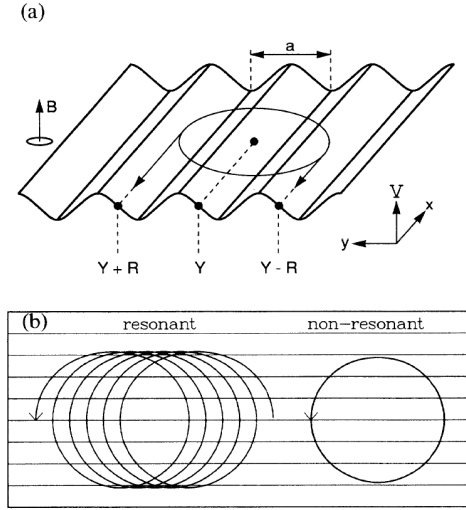 (a)
a
B
V
x
y
Y + R
Y
Y - R
(b)
resonant
non-resonant